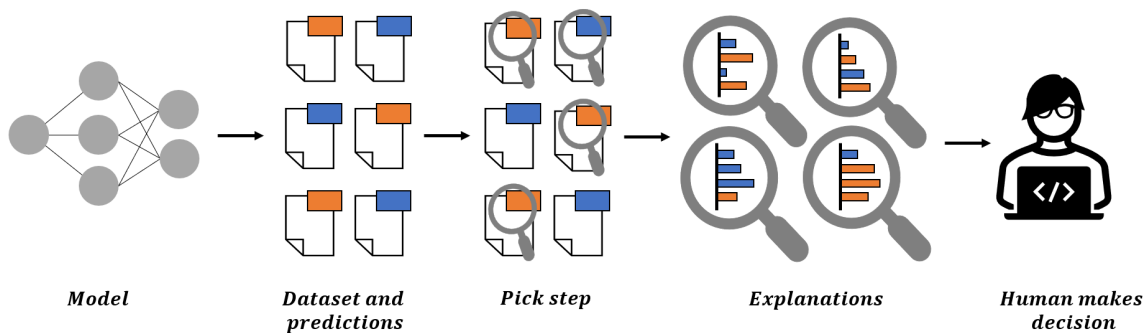 </>
Model
Dataset and
predictions
Pick step
Explanations
Human makes
decision